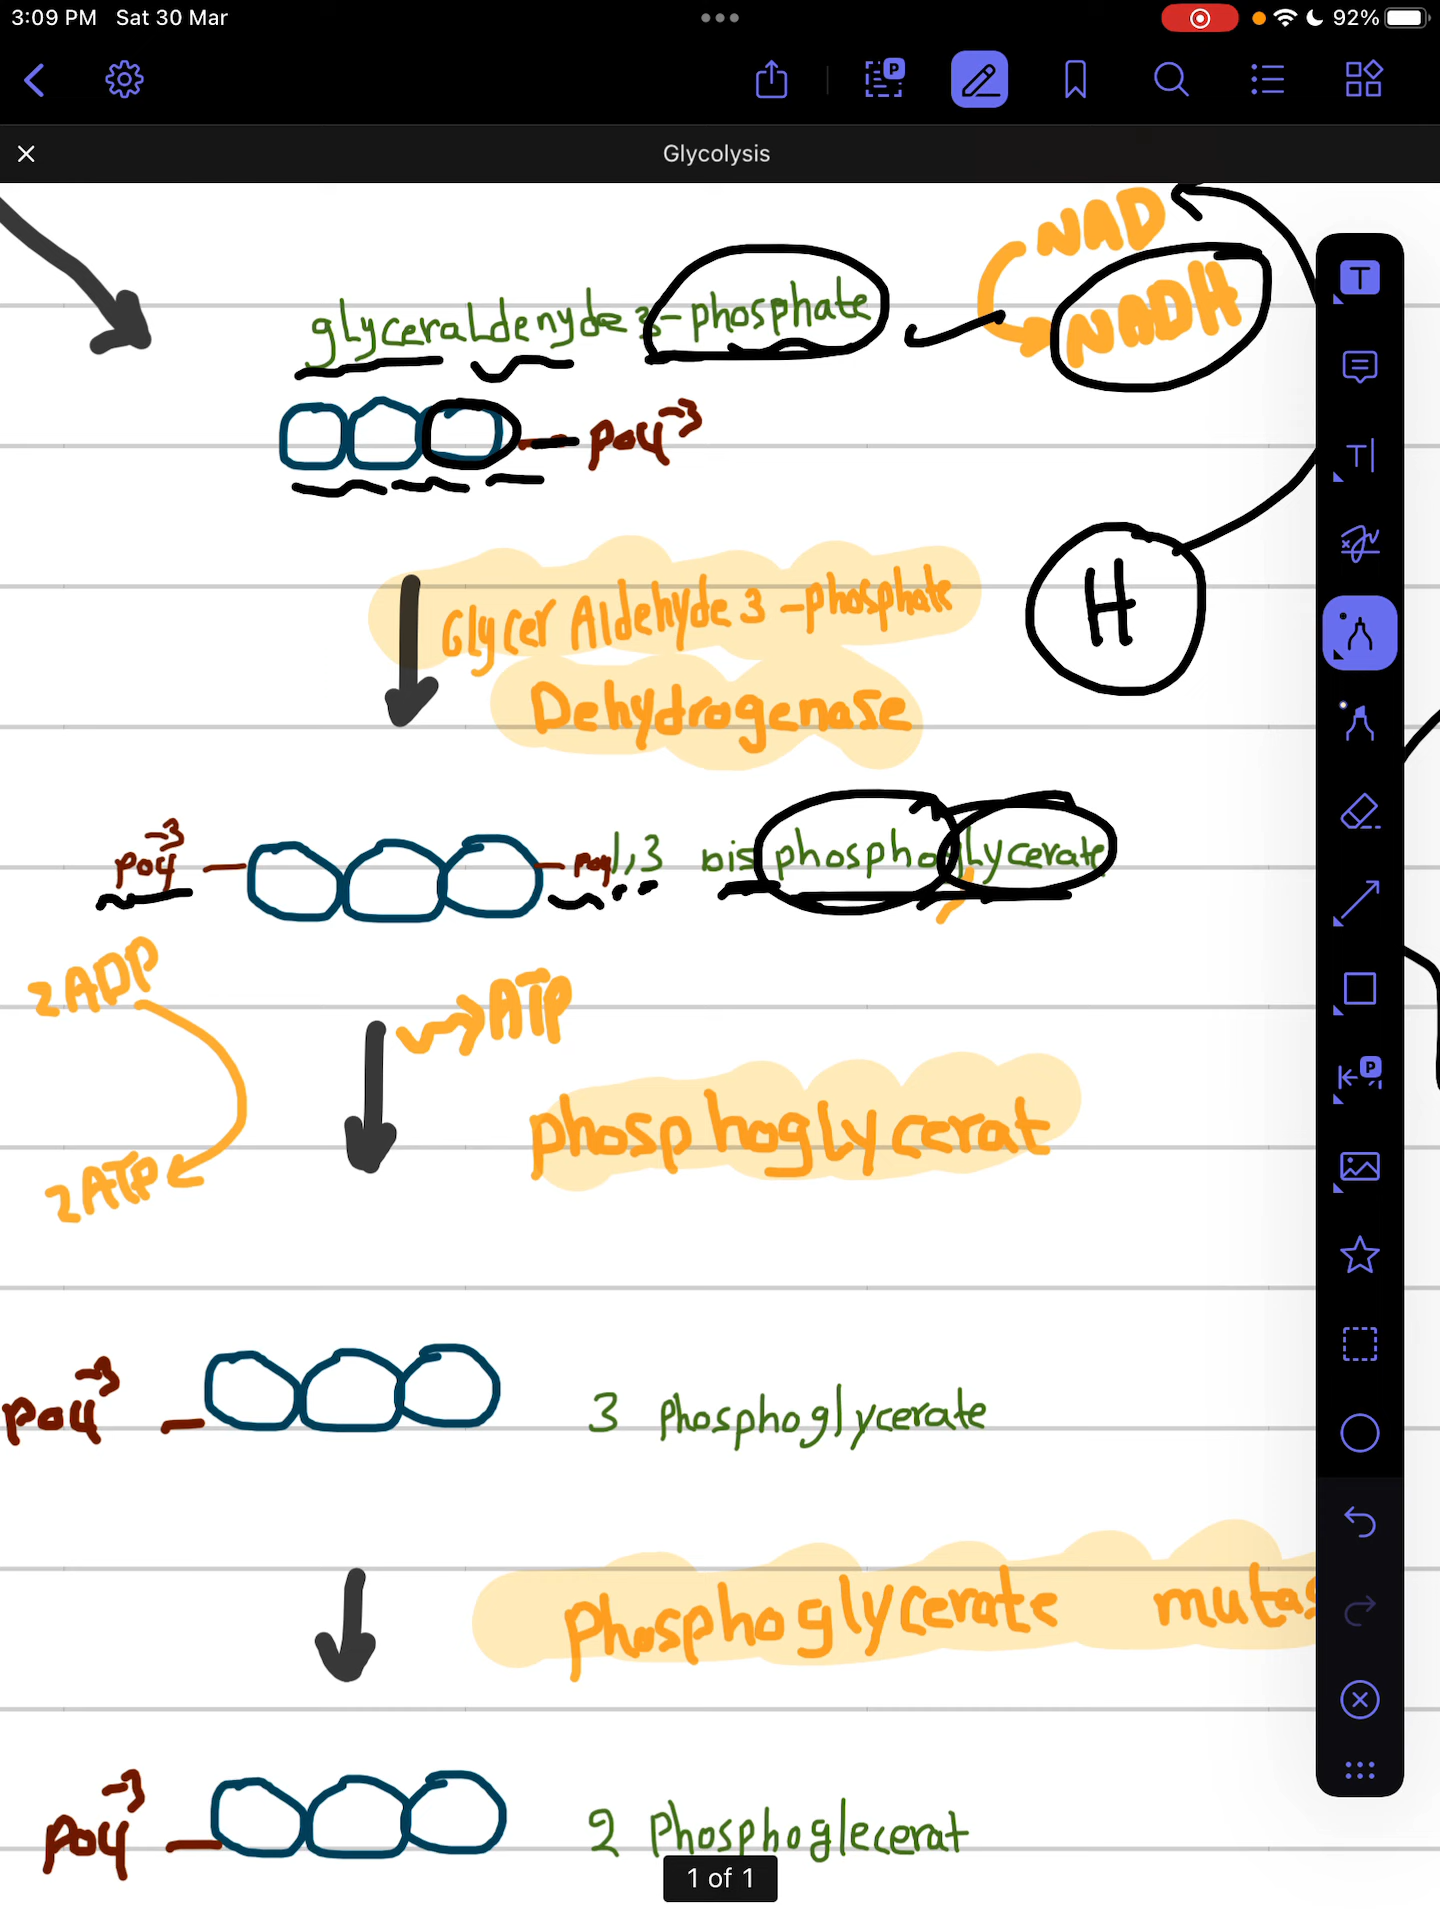 3:09 PM Sat 30 Mar
92%
Glycolysis
NAD
glyceraldenyde 3-phosphate
NADH
po4-3
H
Glycer Aldehyde 3-phosphate
Dehydrogenase
po4-3
po4
1,3 bisphosphoglycerate
2ADP
ATP
phosphoglycerat
2ATP
po4-3
3 phosphoglycerate
phosphoglycerate mutas
po4-3
2 phosphoglecerat
1 of 1